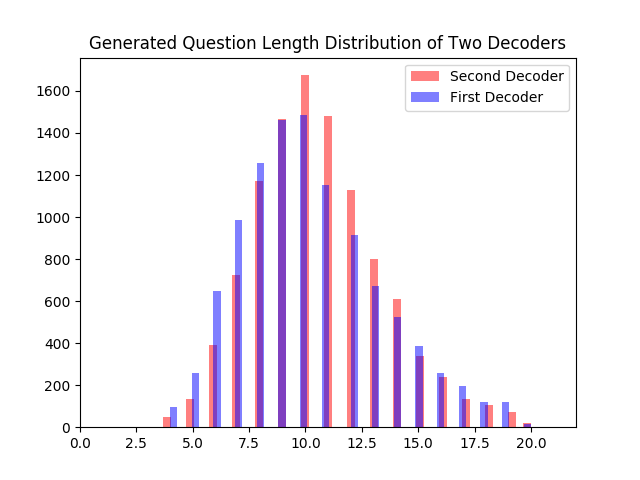 Generated Question Length Distribution of Two Decoders
Second Decoder
First Decoder
1600
1400
1200
1000
800
600
400
200
0
0.0 2.5 5.0 7.5 10.0 12.5 15.0 17.5 20.0